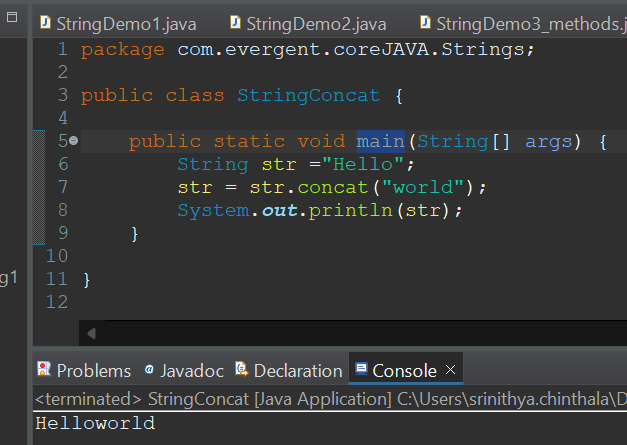 StringDemo1.java StringDemo2.java StringDemo3_methods.j
1 package com.evergent.coreJAVA.Strings;
2
3 public class StringConcat {
4
5 public static void main(String[] args) {
6 String str ="Hello";
7 str = str.concat("world");
8 System.out.println(str);
9 }
10
g1
11 }
12
Problems @ Javadoc Declaration Console ×
<terminated> StringConcat [Java Application] C:\Users\srinithya.chinthala\D
Helloworld